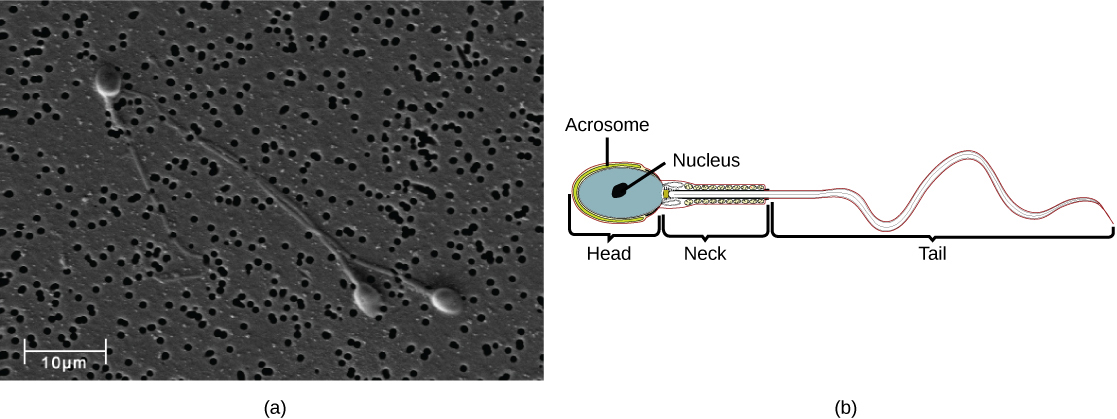 10μm
(a)
Acrosome
Nucleus
Head
Neck
Tail
(b)